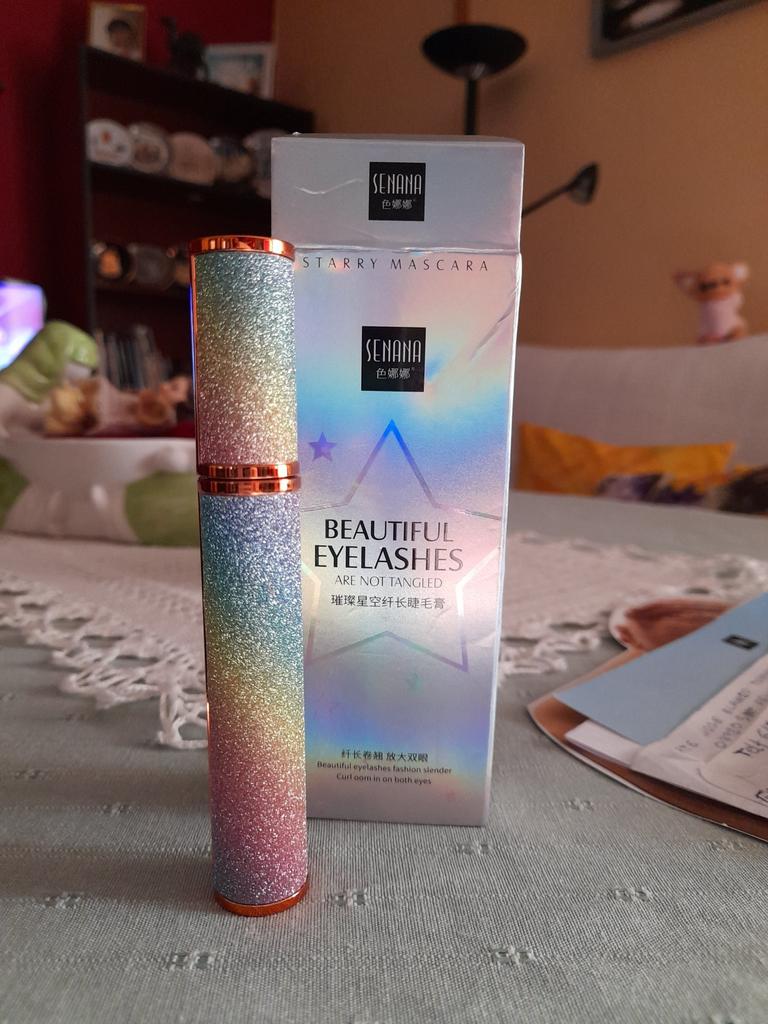 SENANA
色娜娜®
STARRY MASCARA
SENANA
色娜娜®
BEAUTIFUL
EYELASHES
ARE NOT TANGLED
璀璨星空纤长睫毛膏
纤长卷翘 放大双眼
Beautiful eyelashes fashion slender
Curl oom in on both eyes